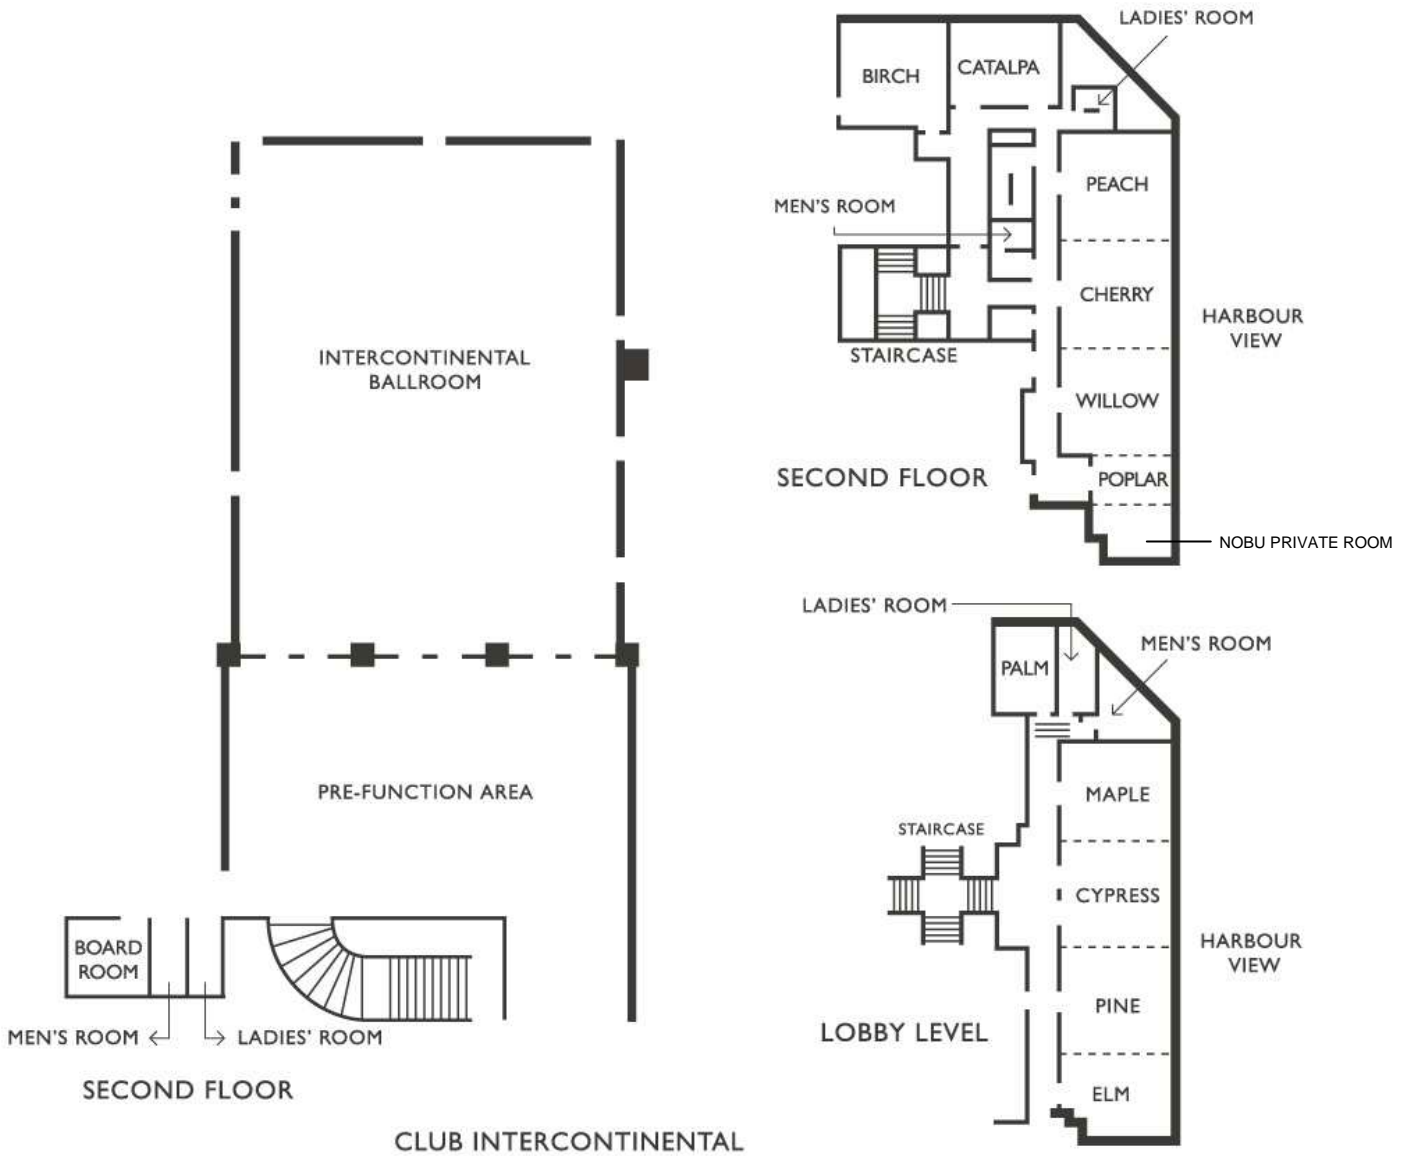 LADIES' ROOM
BIRCH
CATALPA
PEACH
MEN'S ROOM
CHERRY
HARBOUR
VIEW
STAIRCASE
WILLOW
SECOND FLOOR
POPLAR
NOBU PRIVATE ROOM
INTERCONTINENTAL
BALLROOM
PRE-FUNCTION AREA
BOARD
ROOM
MEN'S ROOM
LADIES' ROOM
SECOND FLOOR
LADIES' ROOM
MEN'S ROOM
PALM
MAPLE
STAIRCASE
CYPRESS
HARBOUR
VIEW
PINE
LOBBY LEVEL
ELM
CLUB INTERCONTINENTAL